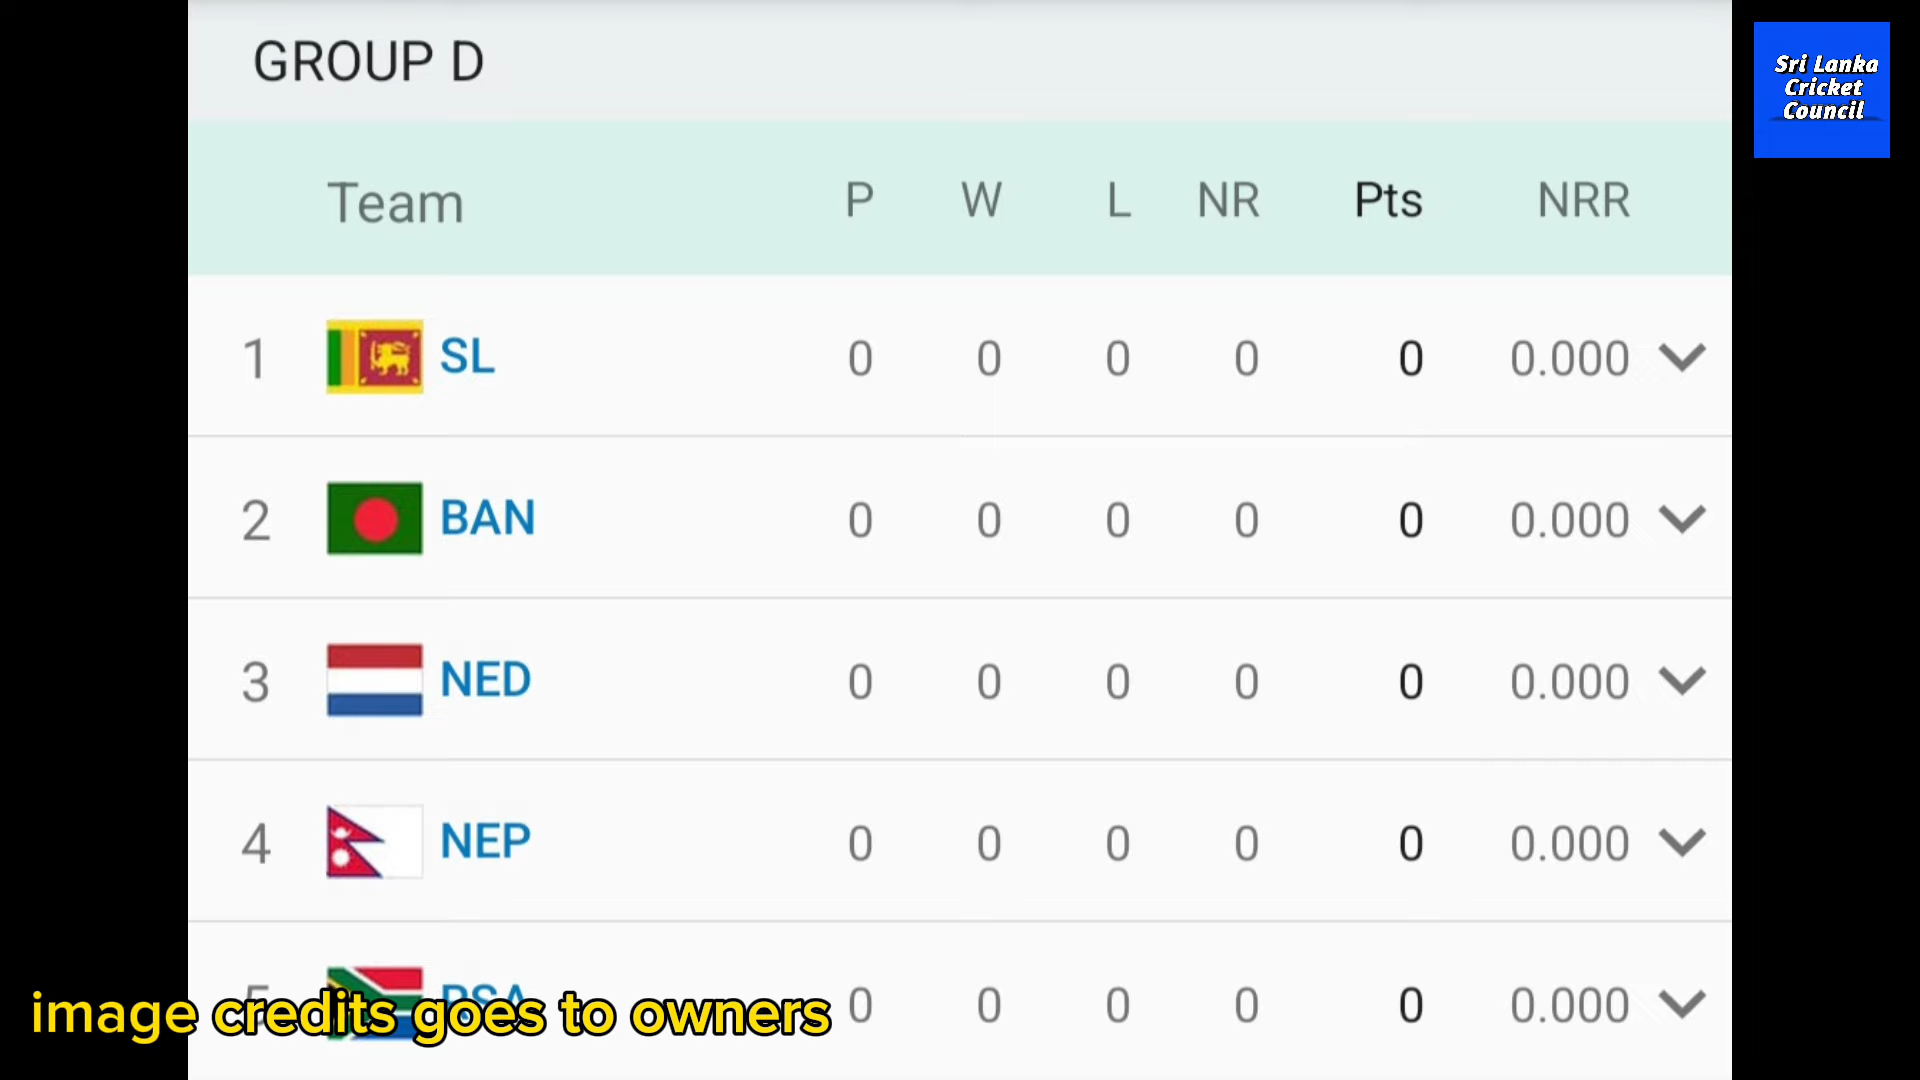 GROUP D
Sri Lanka
Cricket
Council
Team P W L NR Pts NRR
1 SL 0 0 0 0 0 0.000
2 BAN 0 0 0 0 0 0.000
3 NED 0 0 0 0 0 0.000
4 NEP 0 0 0 0 0 0.000
5 RSA 0 0 0 0 0 0.000
image credits goes to owners